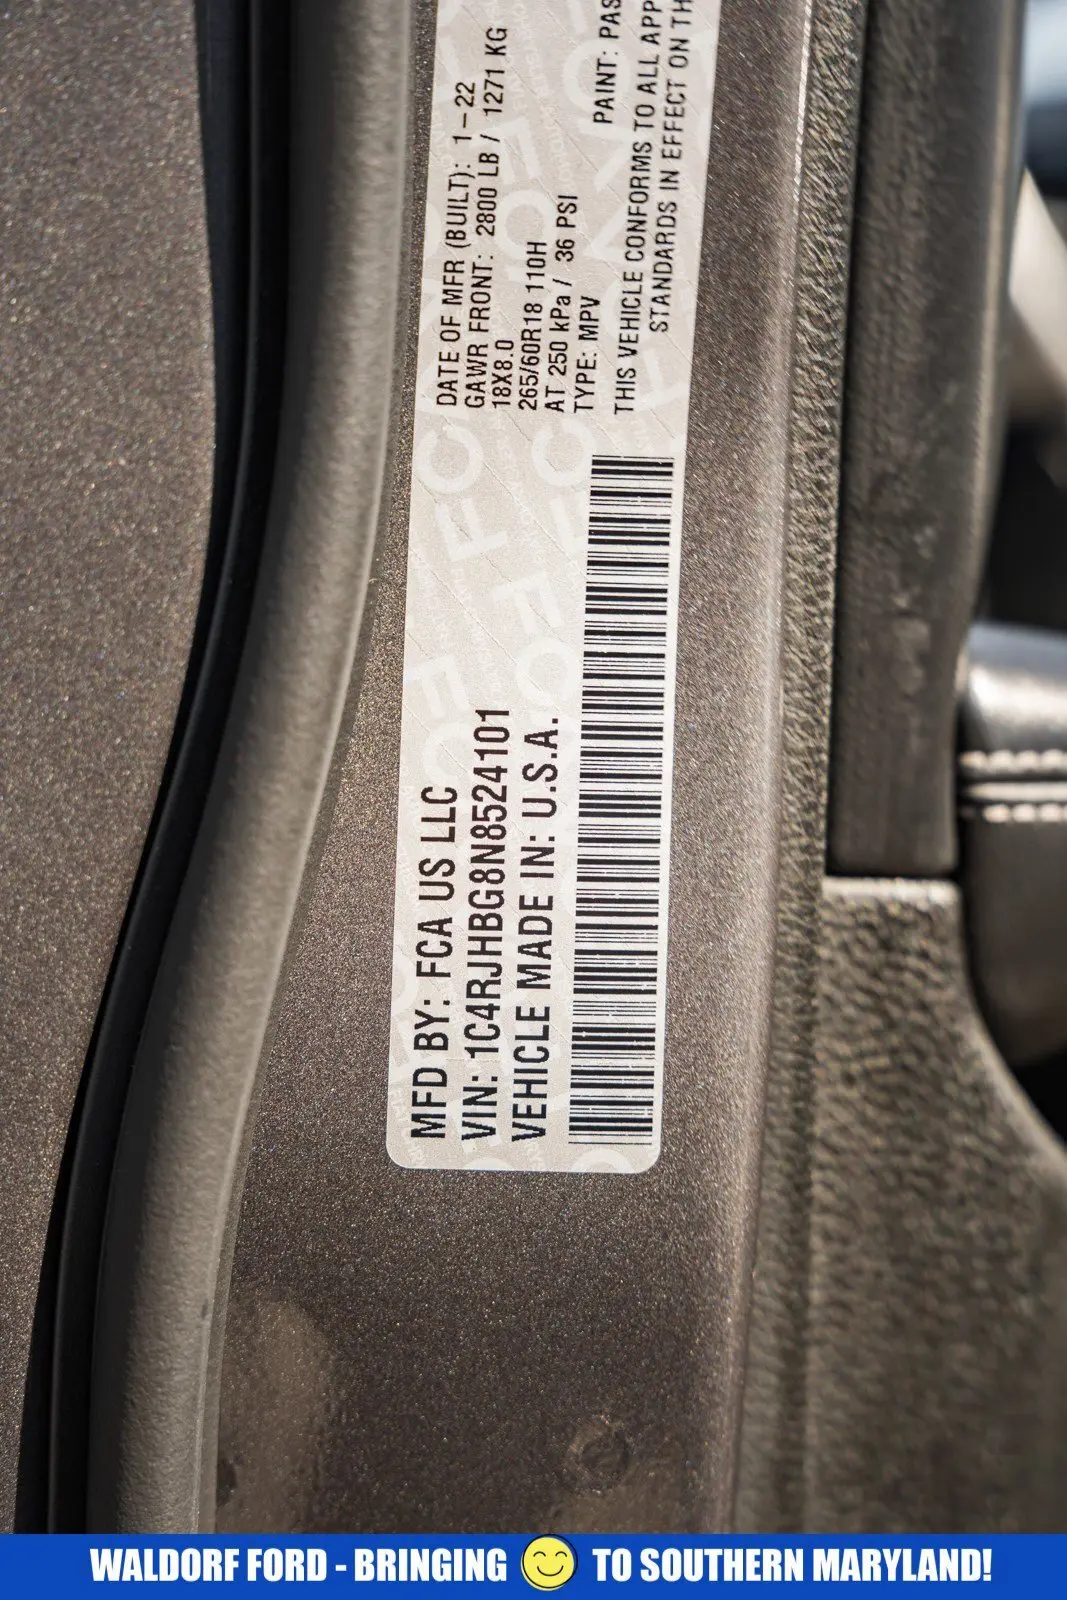 MFD BY: FCA US LLC
VIN: 1C4RJHBG8N8524101
VEHICLE MADE IN: U.S.A.
DATE OF MFR (BUILT): 1-22
GAWR FRONT: 2800 LB / 1271 KG
18X8.0
265/60R18 110H
AT 250 kPa / 36 PSI
TYPE: MPV
PAINT: PAS
THIS VEHICLE CONFORMS TO ALL APP
STANDARDS IN EFFECT ON TH
WALDORF FORD - BRINGING TO SOUTHERN MARYLAND!